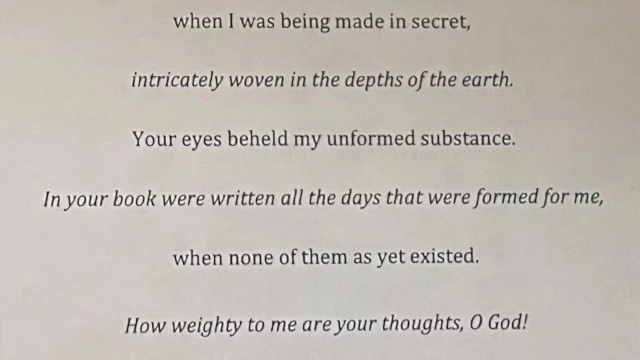 when I was being made in secret,
intricately woven in the depths of the earth.
Your eyes beheld my unformed substance.
In your book were written all the days that were formed for me,
when none of them as yet existed.
How weighty to me are your thoughts, O God!